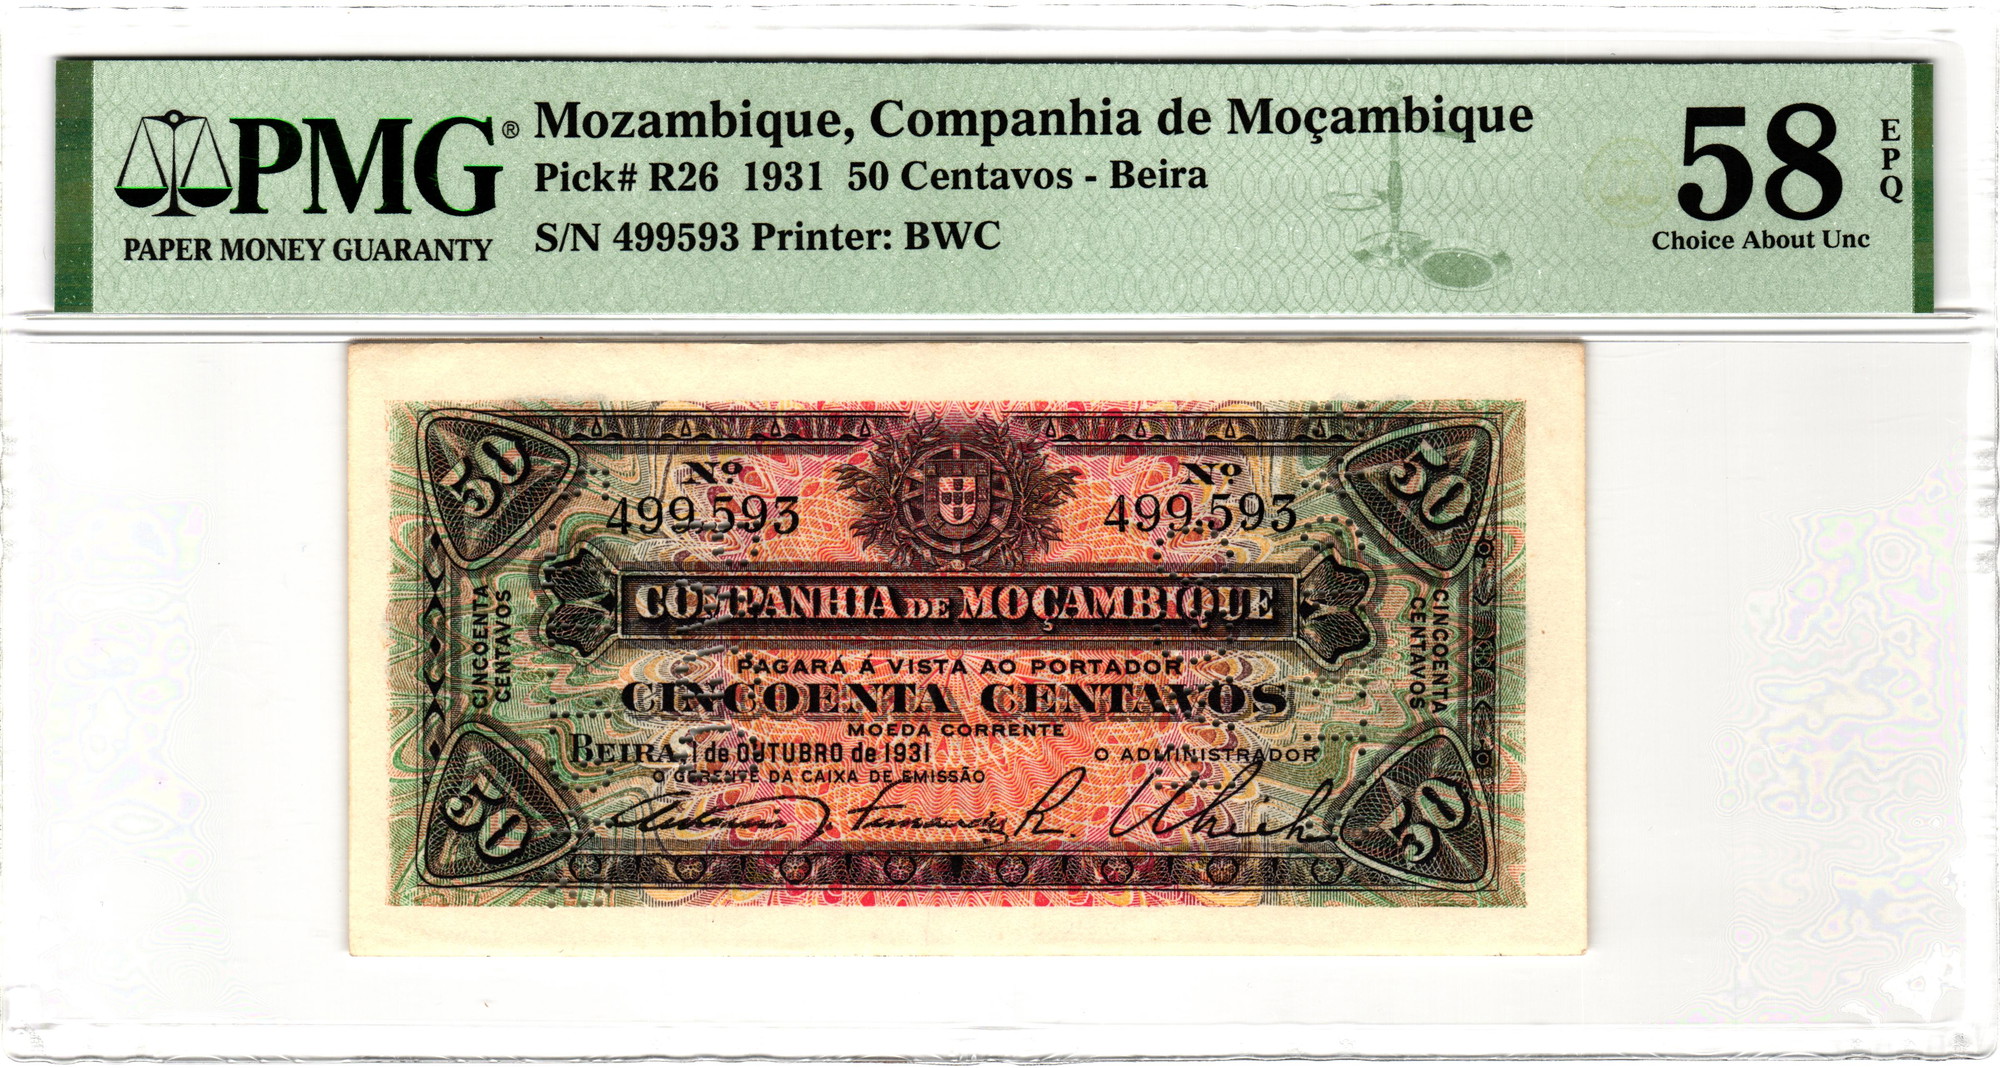 PMG®
PAPER MONEY GUARANTY
Mozambique, Companhia de Moçambique
Pick# R26 1931 50 Centavos - Beira
S/N 499593 Printer: BWC
58
EPQ
Choice About Unc
50
50
Nº
Nº
499.593
499.593
COMPANHIA DE MOÇAMBIQUE
CINCOENTA
CENTAVOS
CINCOENTA
CENTAVOS
PAGARÁ Á VISTA AO PORTADOR
CINCOENTA CENTAVOS
MOEDA CORRENTE
BEIRA, 1 de OUTUBRO de 1931
O ADMINISTRADOR
O GERENTE DA CAIXA DE EMISSÃO
50
50